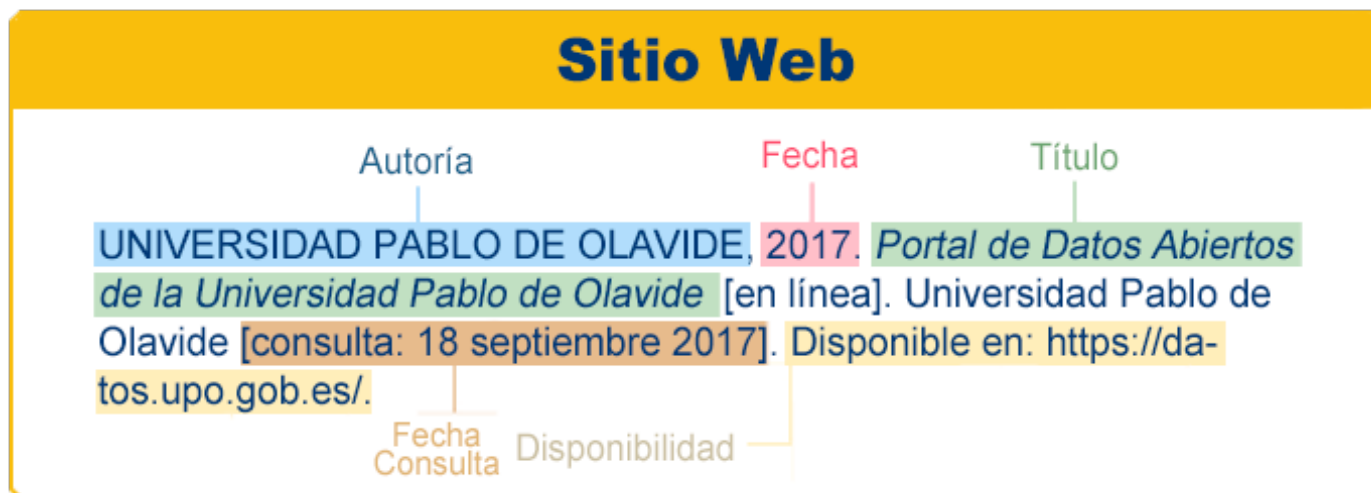 Sitio Web
Autoría
Fecha
Título
UNIVERSIDAD PABLO DE OLAVIDE, 2017. Portal de Datos Abiertos
de la Universidad Pablo de Olavide [en línea]. Universidad Pablo de
Olavide [consulta: 18 septiembre 2017]. Disponible en: https://da-
tos.upo.gob.es/.
Fecha
Consulta
Disponibilidad